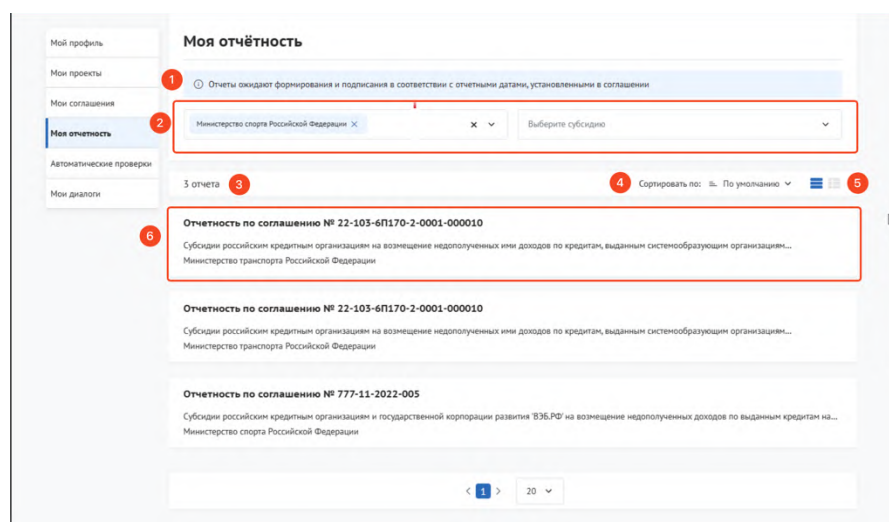 Мой профиль
Мои проекты
Мои соглашения
Моя отчетность
Автоматические проверки
Мои диалоги
Моя отчётность
1
Отчеты ожидают формирования и подписания в соответствии с отчетными датами, установленными в соглашении
2
Министерство спорта Российской Федерации
Выберите субсидию
3 отчета 3
4 Сортировать по: По умолчанию 5
6
Отчетность по соглашению № 22-103-6П170-2-0001-000010
Субсидии российским кредитным организациям на возмещение недополученных ими доходов по кредитам, выданным системообразующим организациям...
Министерство транспорта Российской Федерации
Отчетность по соглашению № 22-103-6П170-2-0001-000010
Субсидии российским кредитным организациям на возмещение недополученных ими доходов по кредитам, выданным системообразующим организациям...
Министерство транспорта Российской Федерации
Отчетность по соглашению № 777-11-2022-005
Субсидии российским кредитным организациям и государственной корпорации развития 'ВЭБ.РФ' на возмещение недополученных доходов по выданным кредитам на...
Министерство спорта Российской Федерации
1 20